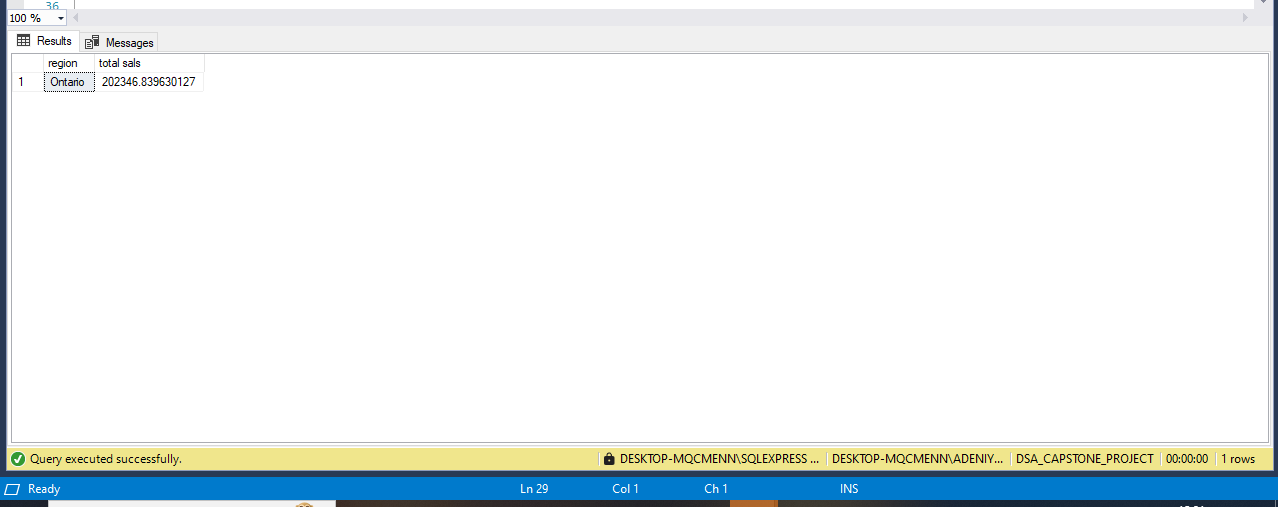 36
100 %
Results Messages
region total sals
1 Ontario 202346.839630127
Query executed successfully. DESKTOP-MQCMENN\SQLEXPRESS ... DESKTOP-MQCMENN\ADENIY... DSA_CAPSTONE_PROJECT 00:00:00 1 rows
Ready Ln 29 Col 1 Ch 1 INS